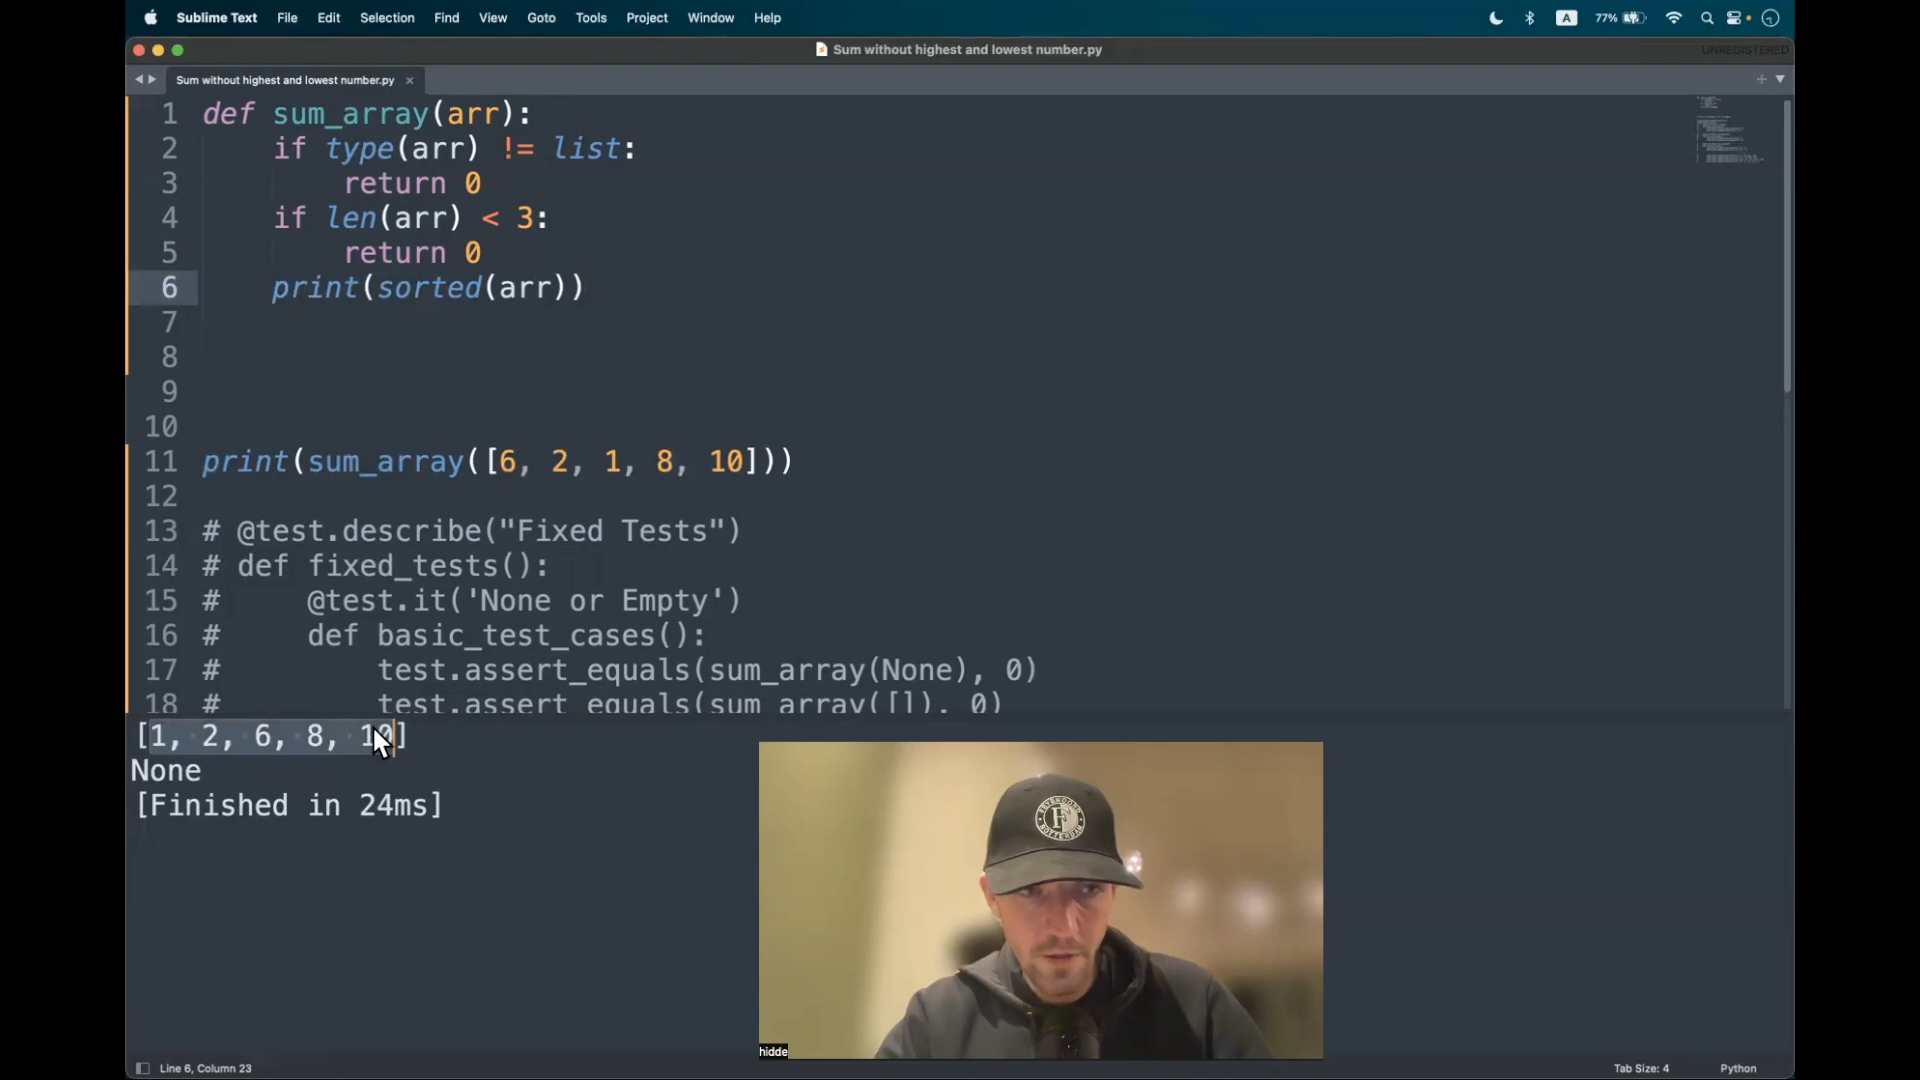 Sublime Text File Edit Selection Find View Goto Tools Project Window Help A 77%
Sum without highest and lowest number.py UNREGISTERED
Sum without highest and lowest number.py ×
1 def sum_array(arr):
2 if type(arr) != list:
3 return 0
4 if len(arr) < 3:
5 return 0
6 print(sorted(arr))
7
8
9
10
11 print(sum_array([6, 2, 1, 8, 10]))
12
13 # @test.describe("Fixed Tests")
14 # def fixed_tests():
15 # @test.it('None or Empty')
16 # def basic_test_cases():
17 # test.assert_equals(sum_array(None), 0)
18 # test.assert_equals(sum_array([]), 0)
[1, 2, 6, 8, 10]
None
[Finished in 24ms]
FEYENOORD
F
ROTTERDAM
hidde
Line 6, Column 23 Tab Size: 4 Python